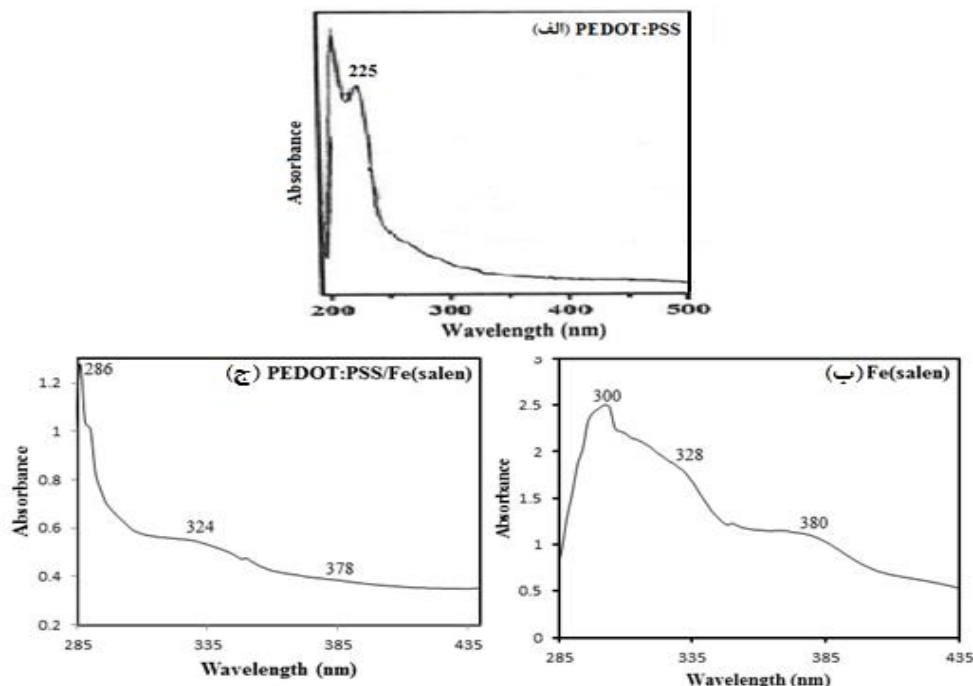 (الف) PEDOT:PSS
225
Absorbance
200 300 400 500
Wavelength (nm)
(ج) PEDOT:PSS/Fe(salen)
286
324
378
1.2
1
0.8
0.6
0.4
0.2
Absorbance
285 335 385 435
Wavelength (nm)
(ب) Fe(salen)
300
328
380
3
2.5
2
1.5
1
0.5
0
Absorbance
285 335 385 435
Wavelength (nm)